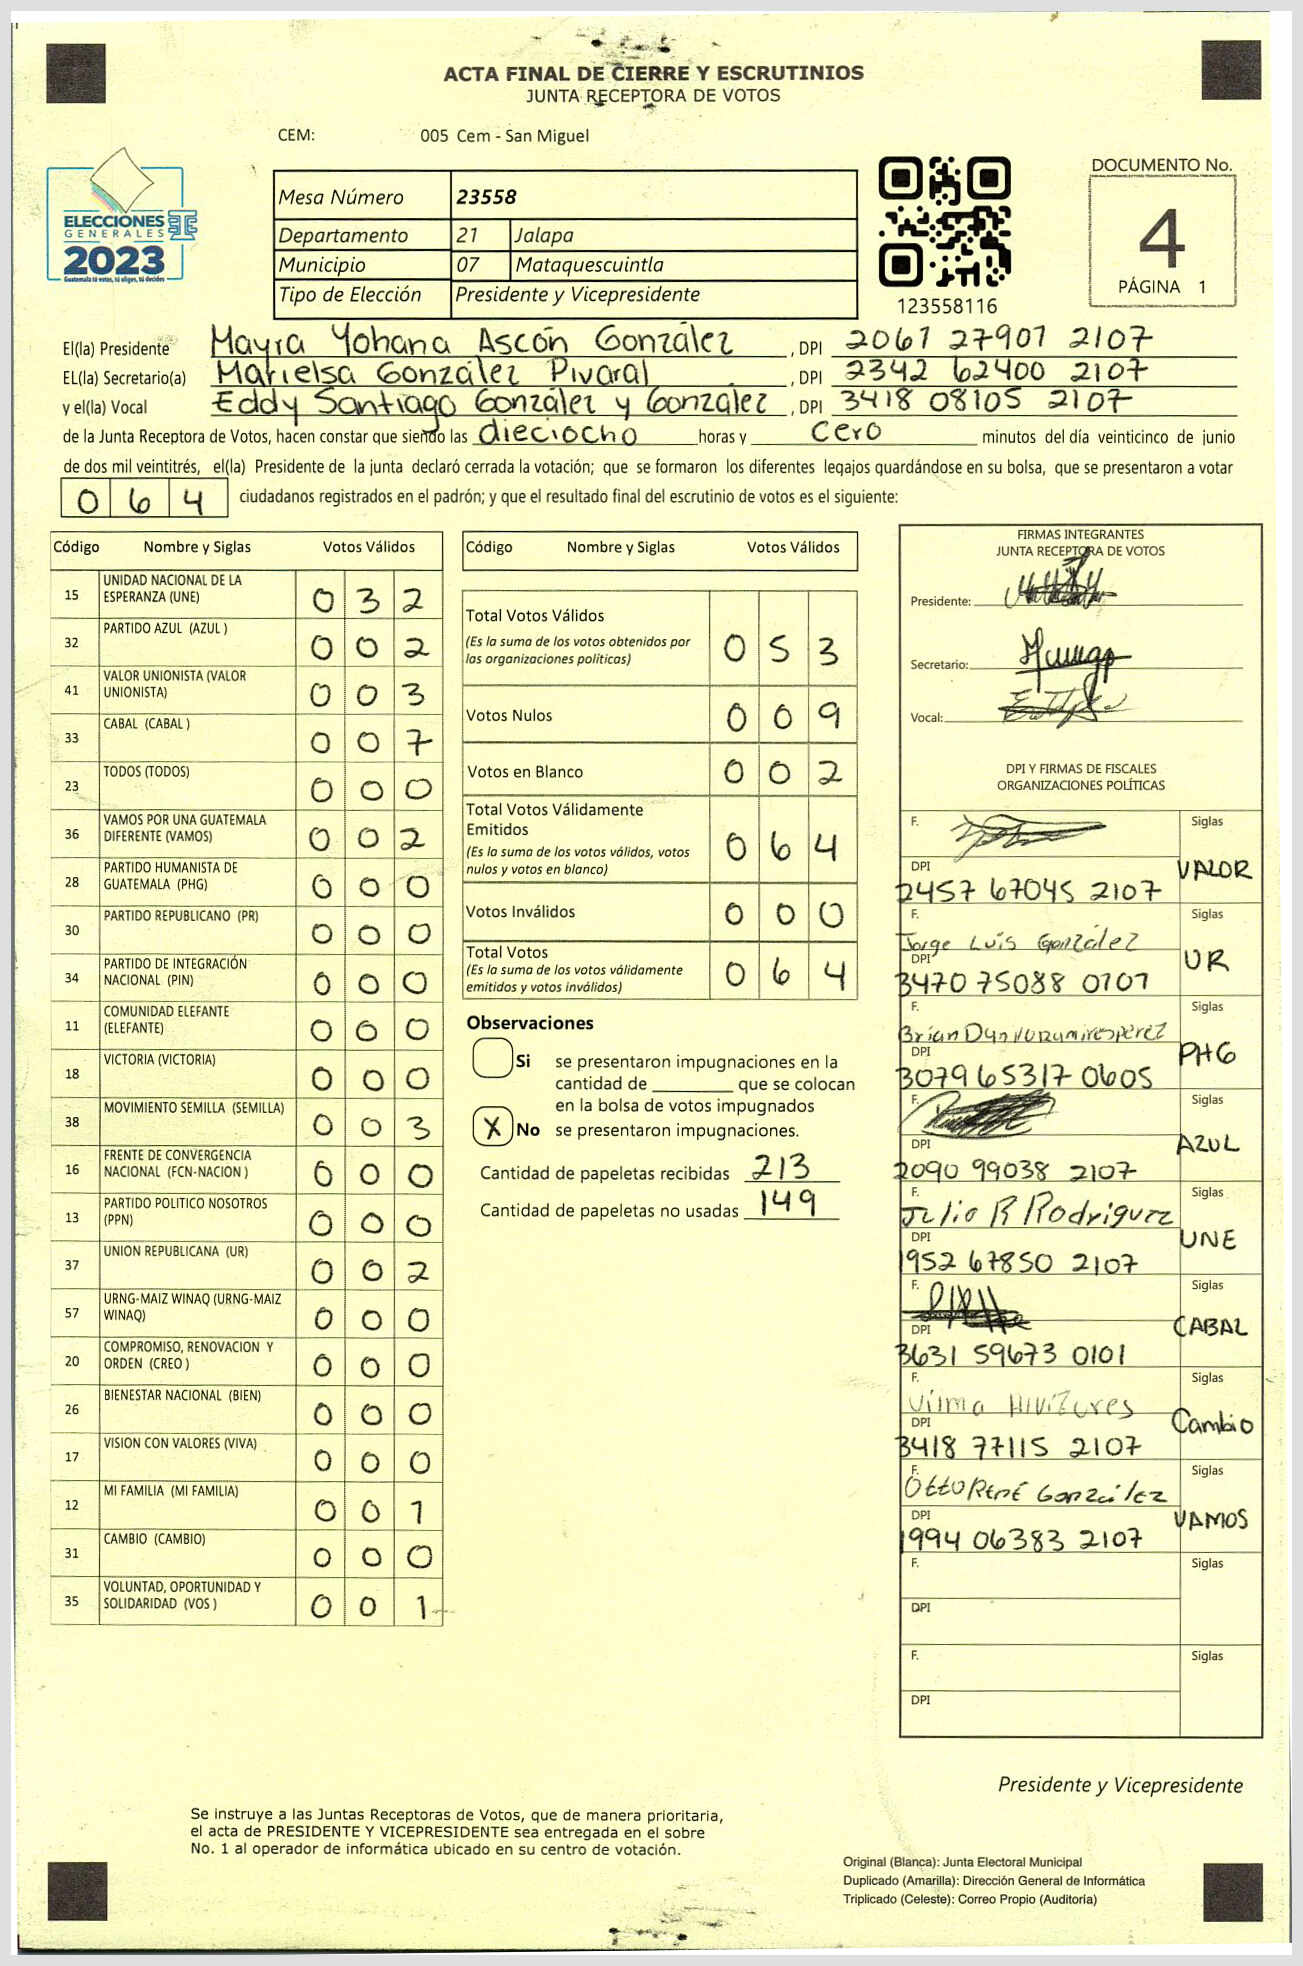 ACTA FINAL DE CIERRE Y ESCRUTINIOS
JUNTA RECEPTORA DE VOTOS
CEM: 005 Cem - San Miguel
ELECCIONES
GENERALES
2023
Guatemala tú votas, tú eliges, tú decides
Mesa Número 23558
Departamento 21 Jalapa
Municipio 07 Mataquescuintla
Tipo de Elección Presidente y Vicepresidente
123558116
DOCUMENTO No.
4
PÁGINA 1
El(la) Presidente Mayra Yohana Ascón González, DPI 2061 27907 2107
EL(la) Secretario(a) Marielsa González Pivaral, DPI 2342 62400 2107
y el(la) Vocal Eddy Santiago González y González, DPI 3418 08105 2107
de la Junta Receptora de Votos, hacen constar que siendo las dieciocho horas y cero minutos del día veinticinco de junio
de dos mil veintitrés, el(la) Presidente de la junta declaró cerrada la votación; que se formaron los diferentes legajos quardándose en su bolsa, que se presentaron a votar
0 6 4 ciudadanos registrados en el padrón; y que el resultado final del escrutinio de votos es el siguiente:
Código Nombre y Siglas Votos Válidos
15 UNIDAD NACIONAL DE LA
ESPERANZA (UNE) 0 3 2
32 PARTIDO AZUL (AZUL ) 0 0 2
41 VALOR UNIONISTA (VALOR
UNIONISTA) 0 0 3
33 CABAL (CABAL ) 0 0 7
23 TODOS (TODOS) 0 0 0
36 VAMOS POR UNA GUATEMALA
DIFERENTE (VAMOS) 0 0 2
28 PARTIDO HUMANISTA DE
GUATEMALA (PHG) 0 0 0
30 PARTIDO REPUBLICANO (PR) 0 0 0
34 PARTIDO DE INTEGRACIÓN
NACIONAL (PIN) 0 0 0
11 COMUNIDAD ELEFANTE
(ELEFANTE) 0 0 0
18 VICTORIA (VICTORIA) 0 0 0
38 MOVIMIENTO SEMILLA (SEMILLA) 0 0 3
16 FRENTE DE CONVERGENCIA
NACIONAL (FCN-NACION ) 0 0 0
13 PARTIDO POLITICO NOSOTROS
(PPN) 0 0 0
37 UNION REPUBLICANA (UR) 0 0 2
57 URNG-MAIZ WINAQ (URNG-MAIZ
WINAQ) 0 0 0
20 COMPROMISO, RENOVACION Y
ORDEN (CREO ) 0 0 0
26 BIENESTAR NACIONAL (BIEN) 0 0 0
17 VISION CON VALORES (VIVA) 0 0 0
12 MI FAMILIA (MI FAMILIA) 0 0 1
31 CAMBIO (CAMBIO) 0 0 0
35 VOLUNTAD, OPORTUNIDAD Y
SOLIDARIDAD (VOS ) 0 0 1
Código Nombre y Siglas Votos Válidos
Total Votos Válidos
(Es la suma de los votos obtenidos por
las organizaciones políticas) 0 5 3
Votos Nulos 0 0 9
Votos en Blanco 0 0 2
Total Votos Válidamente
Emitidos
(Es la suma de los votos válidos, votos
nulos y votos en blanco) 0 6 4
Votos Inválidos 0 0 0
Total Votos
(Es la suma de los votos válidamente
emitidos y votos inválidos) 0 6 4
Observaciones
Si se presentaron impugnaciones en la
cantidad de ________ que se colocan
en la bolsa de votos impugnados
X No se presentaron impugnaciones.
Cantidad de papeletas recibidas 213
Cantidad de papeletas no usadas 149
FIRMAS INTEGRANTES
JUNTA RECEPTORA DE VOTOS
Presidente:
Secretario:
Vocal:
DPI Y FIRMAS DE FISCALES
ORGANIZACIONES POLÍTICAS
F. Siglas
DPI VALOR
2457 67045 2107
F. Siglas
Jorge Luis González
DPI UR
3470 75088 0701
F. Siglas
Brian
DPI PHG
3079 65317 0605
F. Siglas
DPI AZUL
2090 99038 2107
F. Siglas
Julio R Rodriguez
DPI UNE
1952 67850 2107
F. Siglas
DPI CABAL
3631 59673 0101
F. Siglas
Vilma
DPI Cambio
3418 77115 2107
F. Siglas
Otto René González
DPI VAMOS
1994 06383 2107
F. Siglas
DPI
F. Siglas
DPI
Presidente y Vicepresidente
Se instruye a las Juntas Receptoras de Votos, que de manera prioritaria,
el acta de PRESIDENTE Y VICEPRESIDENTE sea entregada en el sobre
No. 1 al operador de informática ubicado en su centro de votación.
Original (Blanca): Junta Electoral Municipal
Duplicado (Amarilla): Dirección General de Informática
Triplicado (Celeste): Correo Propio (Auditoría)